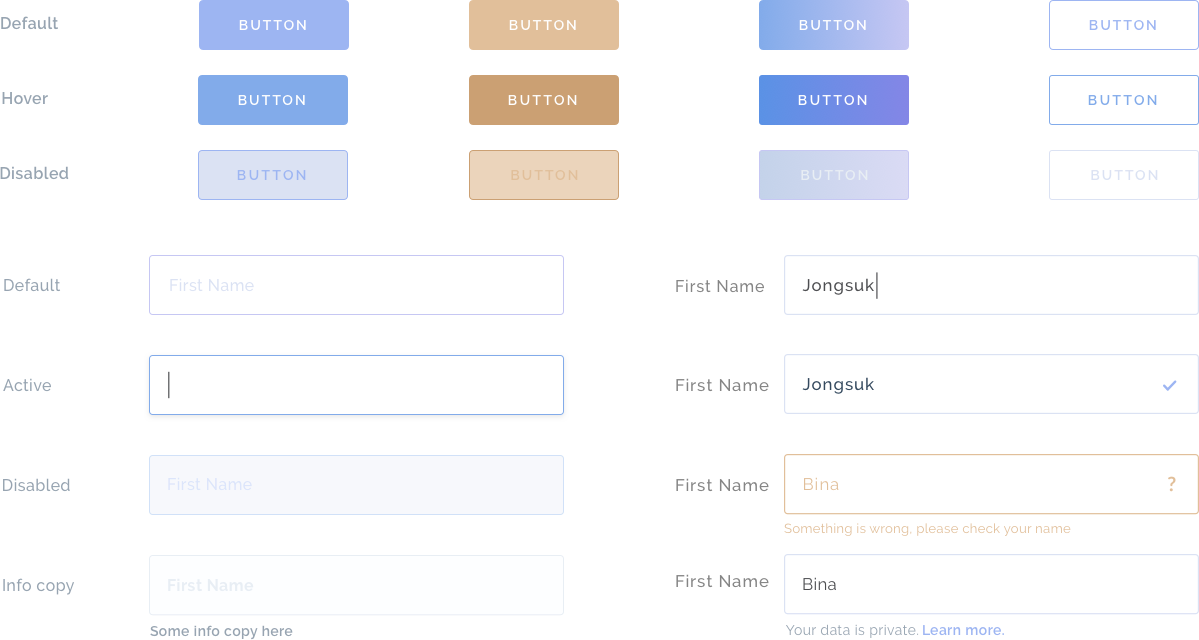 Default BUTTON BUTTON BUTTON BUTTON
Hover BUTTON BUTTON BUTTON BUTTON
Disabled BUTTON BUTTON BUTTON BUTTON
Default First Name First Name Jongsuk
Active First Name Jongsuk
Disabled First Name First Name Bina ?
Something is wrong, please check your name
Info copy First Name First Name Bina
Some info copy here Your data is private. Learn more.